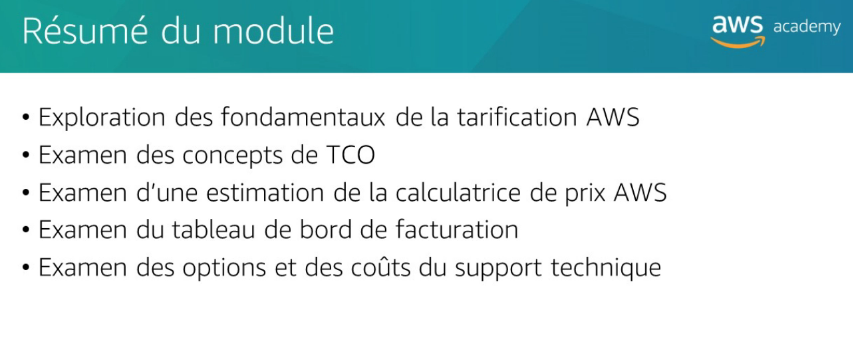 Résumé du module
aws academy
• Exploration des fondamentaux de la tarification AWS
• Examen des concepts de TCO
• Examen d'une estimation de la calculatrice de prix AWS
• Examen du tableau de bord de facturation
• Examen des options et des coûts du support technique